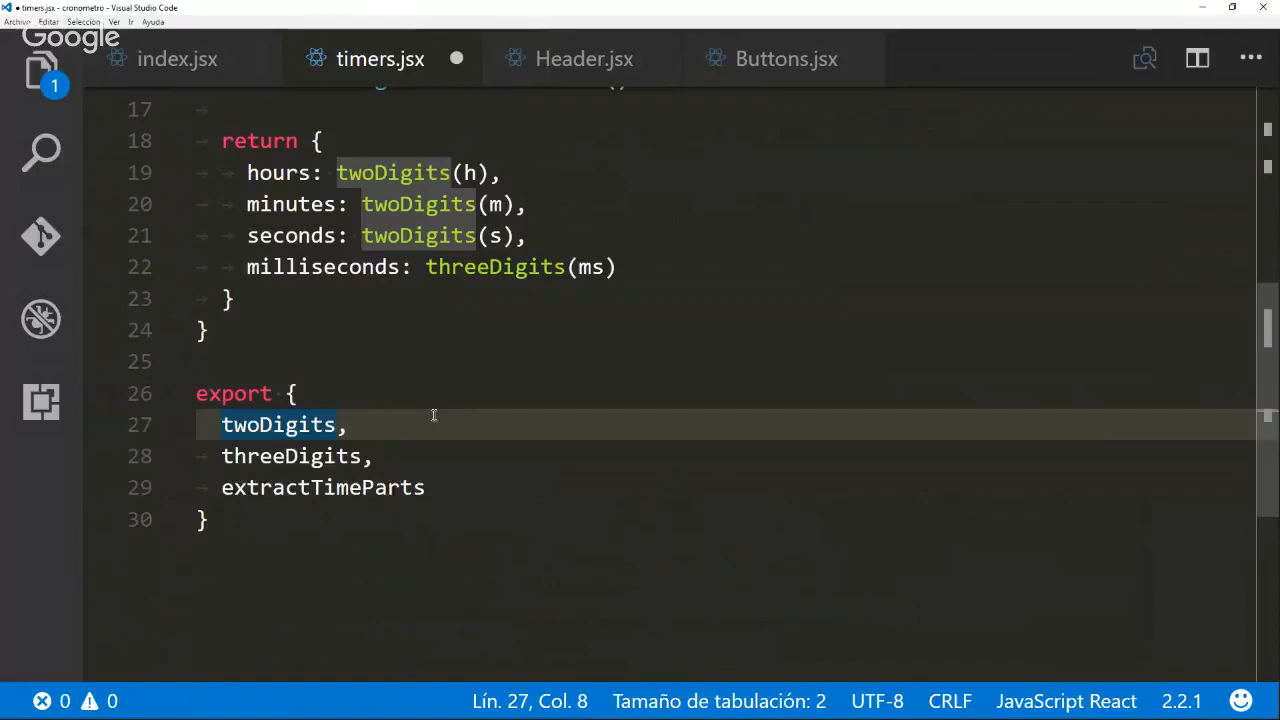 timers.jsx - cronometro - Visual Studio Code
Archivo Editar Selección Ver Ir Ayuda
Google
index.jsx timers.jsx Header.jsx Buttons.jsx
1
17
18 return {
19 hours: twoDigits(h),
20 minutes: twoDigits(m),
21 seconds: twoDigits(s),
22 milliseconds: threeDigits(ms)
23 }
24 }
25
26 export {
27 twoDigits,
28 threeDigits,
29 extractTimeParts
30 }
0 0 Lín. 27, Col. 8 Tamaño de tabulación: 2 UTF-8 CRLF JavaScript React 2.2.1